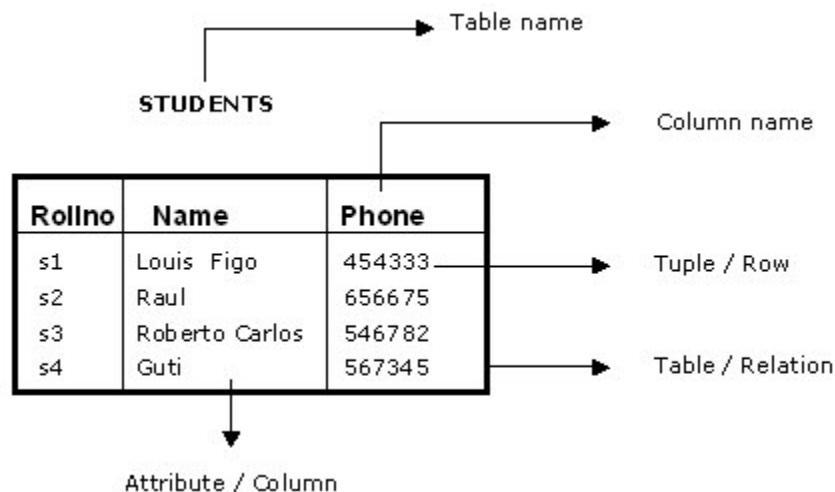 Table name
STUDENTS
Column name
Rollno Name Phone
s1 Louis Figo 454333 Tuple / Row
s2 Raul 656675
s3 Roberto Carlos 546782
s4 Guti 567345 Table / Relation
Attribute / Column